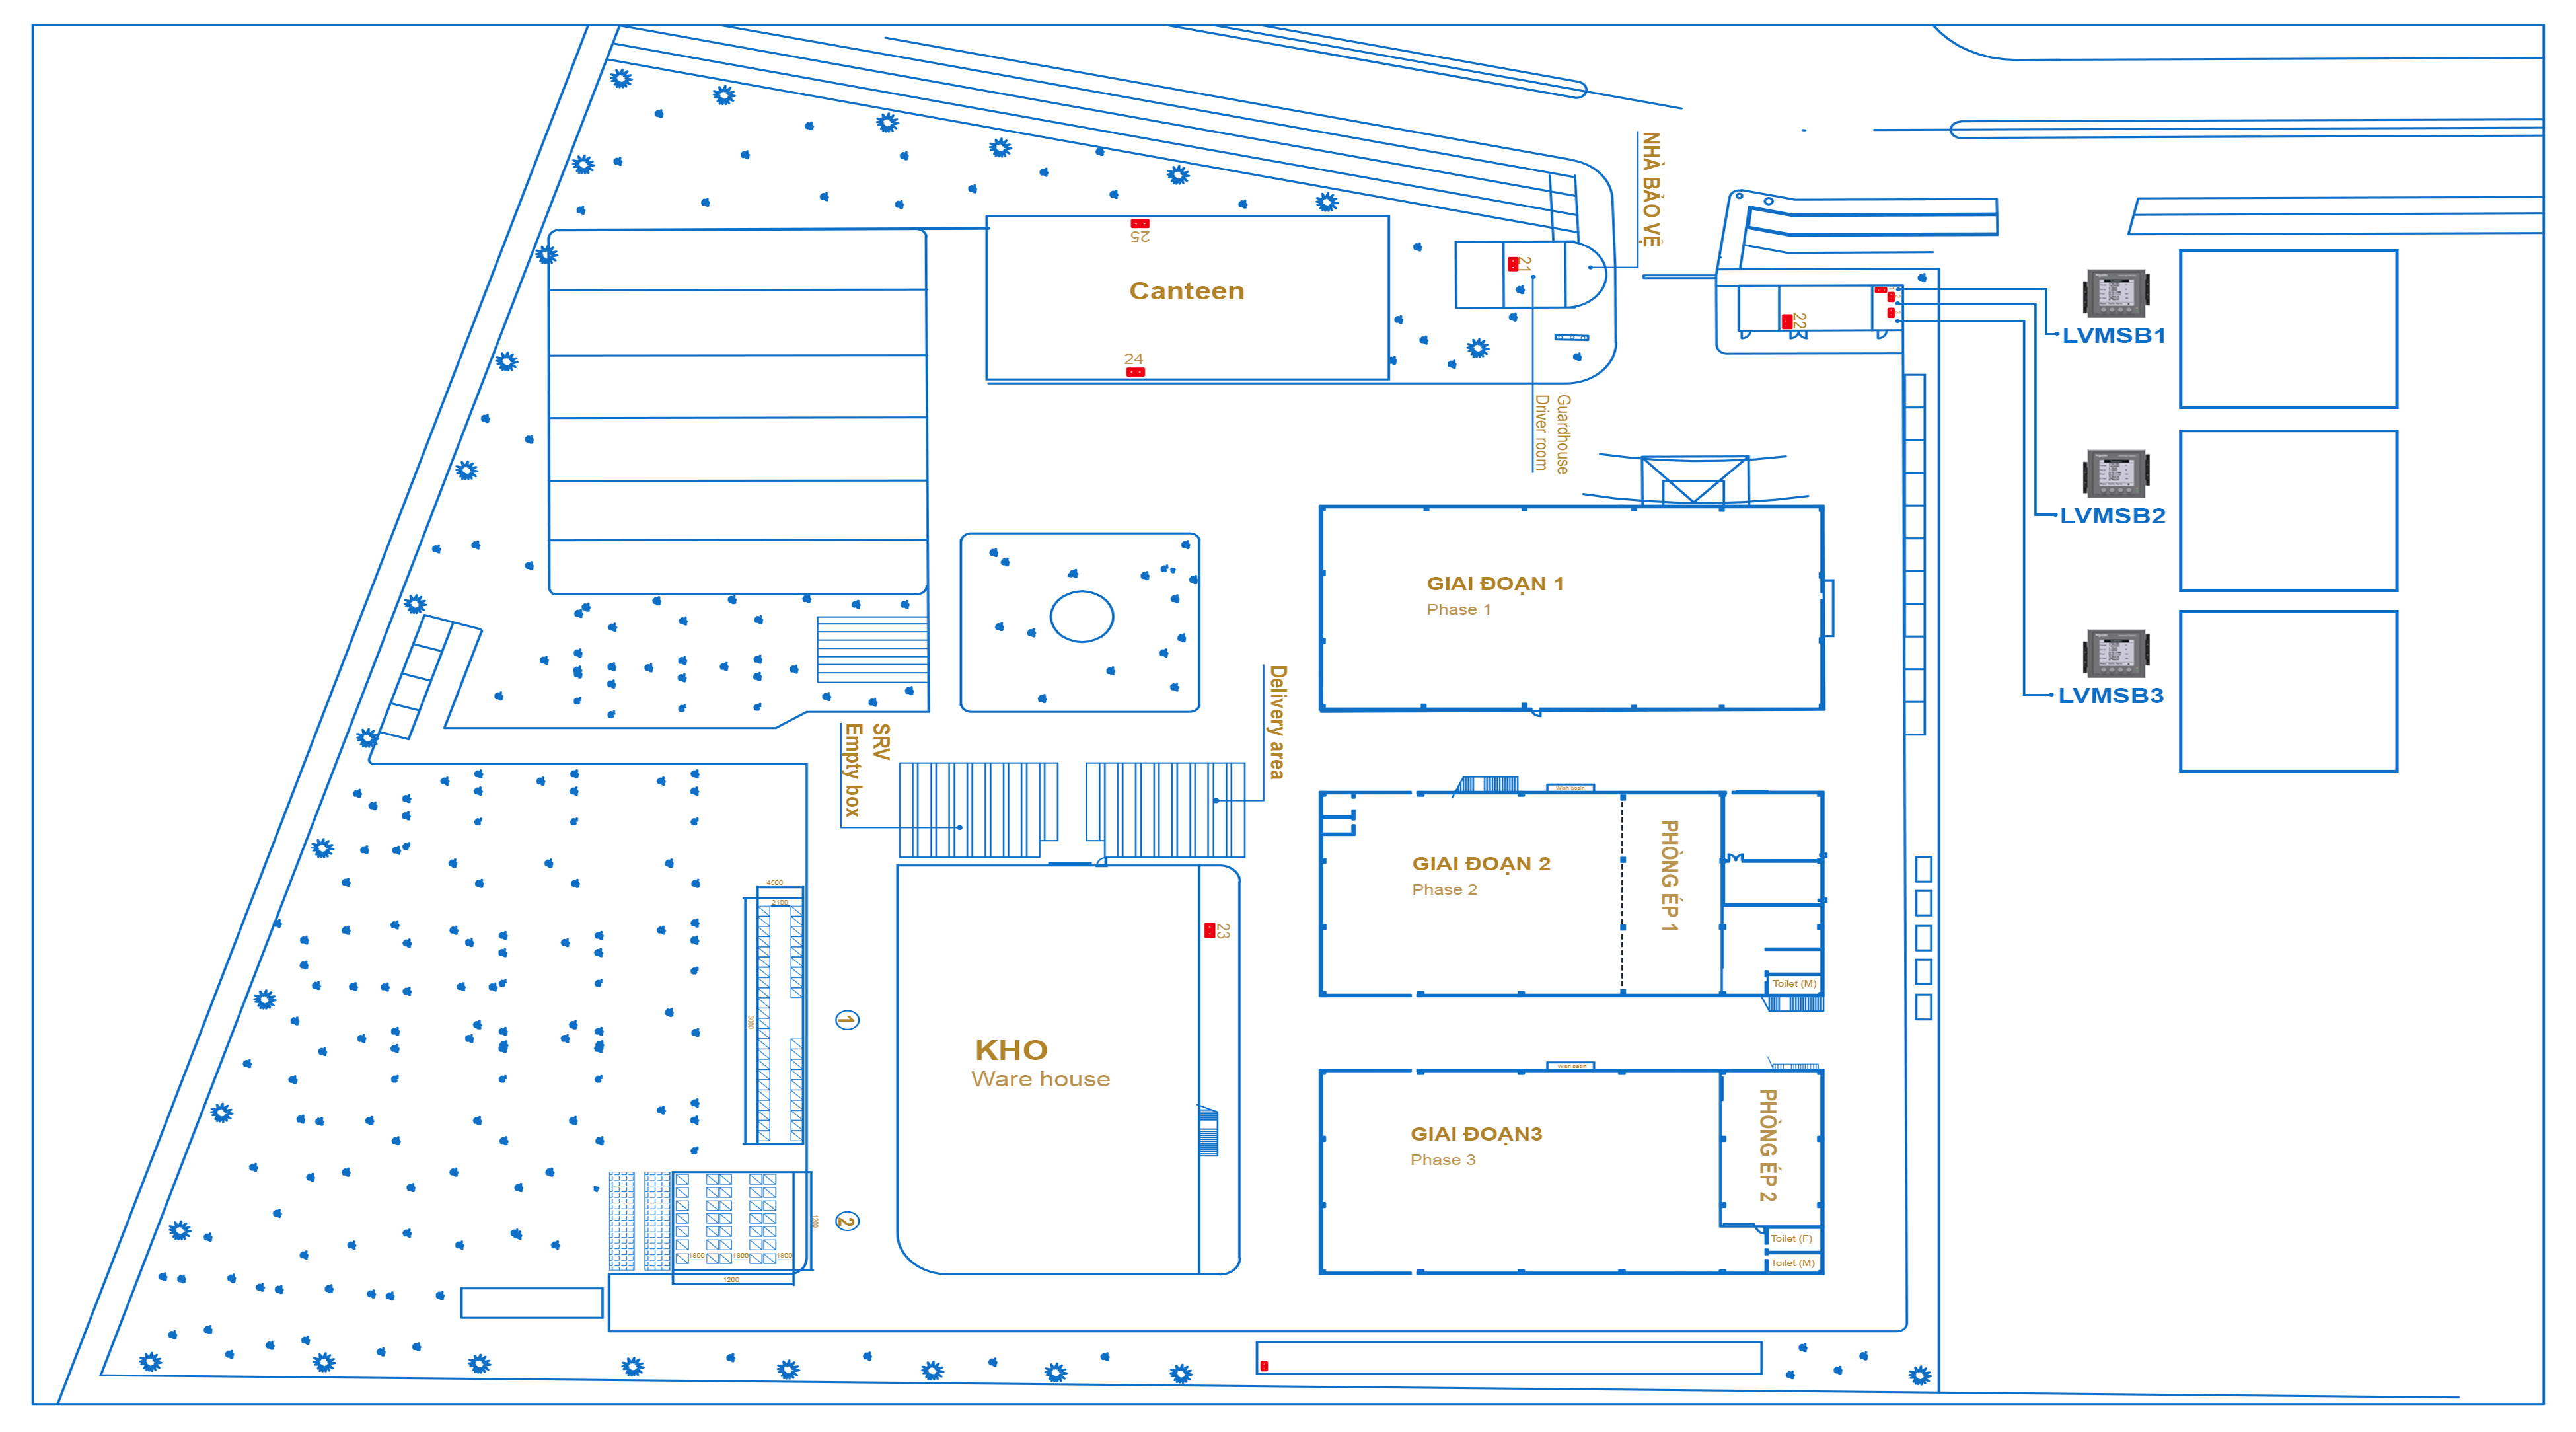 NHÀ BẢO VỆ
25
Canteen
24
21
22
Guardhouse
Driver room
LVMSB1
LVMSB2
LVMSB3
GIAI ĐOẠN 1
Phase 1
Delivery area
SRV
Empty box
GIAI ĐOẠN 2
Phase 2
PHÒNG ÉP 1
Toilet (M)
23
4500
2100
3000
1
KHO
Ware house
GIAI ĐOẠN3
Phase 3
PHÒNG ÉP 2
Toilet (F)
Toilet (M)
2
1200
1800
1800
1800
1200